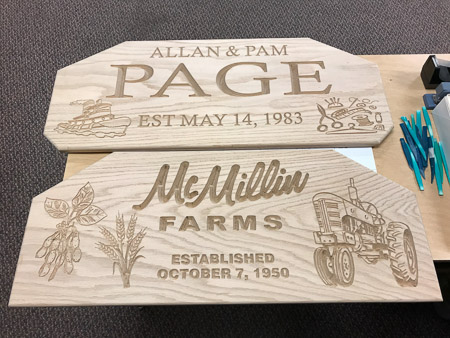 ALLAN & PAM
PAGE
EST MAY 14, 1983
McMillin
FARMS
ESTABLISHED
OCTOBER 7, 1950